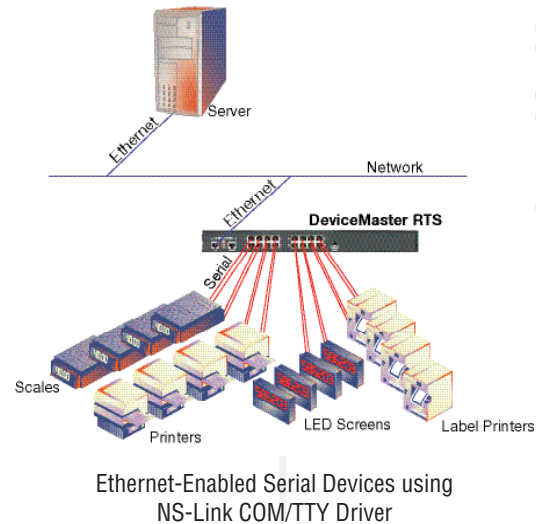 Server
Ethernet
Network
Ethernet
DeviceMaster RTS
Serial
Scales
Printers
LED Screens
Label Printers
Ethernet-Enabled Serial Devices using
NS-Link COM/TTY Driver